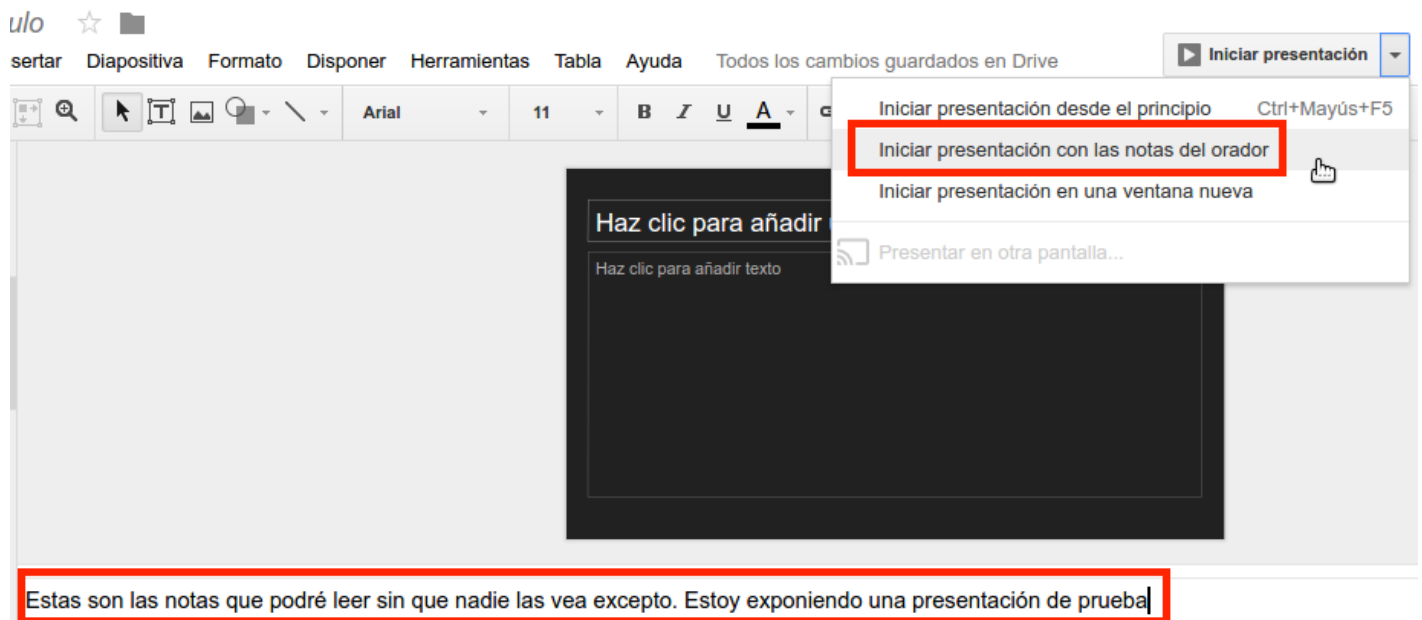 ulo
sertar Diapositiva Formato Disponer Herramientas Tabla Ayuda Todos los cambios guardados en Drive
Iniciar presentación
Arial 11 B I U A
Iniciar presentación desde el principio Ctrl+Mayús+F5
Iniciar presentación con las notas del orador
Iniciar presentación en una ventana nueva
Presentar en otra pantalla...
Haz clic para añadir
Haz clic para añadir texto
Estas son las notas que podré leer sin que nadie las vea excepto. Estoy exponiendo una presentación de prueba